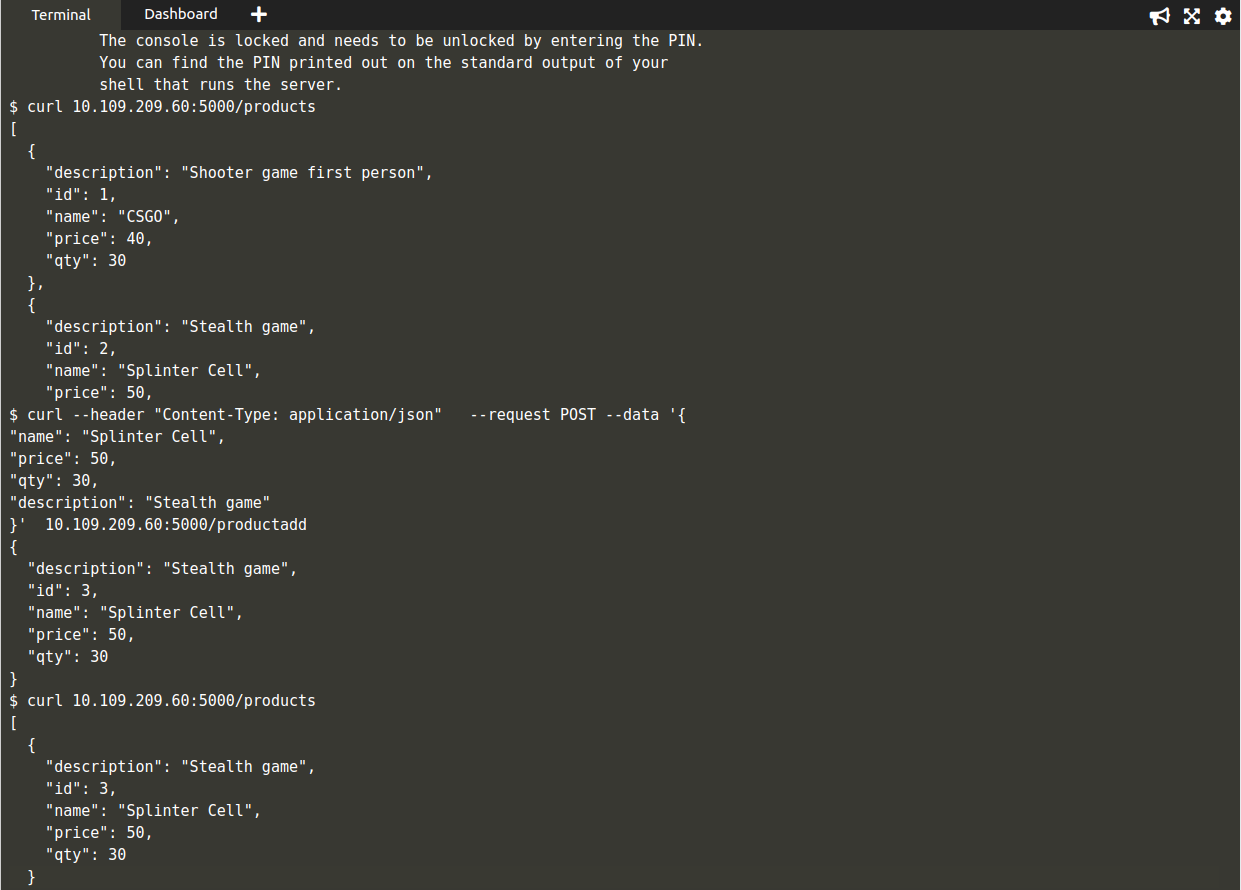 Terminal Dashboard
The console is locked and needs to be unlocked by entering the PIN.
You can find the PIN printed out on the standard output of your
shell that runs the server.
$ curl 10.109.209.60:5000/products
[
  {
    "description": "Shooter game first person",
    "id": 1,
    "name": "CSGO",
    "price": 40,
    "qty": 30
  },
  {
    "description": "Stealth game",
    "id": 2,
    "name": "Splinter Cell",
    "price": 50,
$ curl --header "Content-Type: application/json"   --request POST --data '{
"name": "Splinter Cell",
"price": 50,
"qty": 30,
"description": "Stealth game"
}'  10.109.209.60:5000/productadd
{
  "description": "Stealth game",
  "id": 3,
  "name": "Splinter Cell",
  "price": 50,
  "qty": 30
}
$ curl 10.109.209.60:5000/products
[
  {
    "description": "Stealth game",
    "id": 3,
    "name": "Splinter Cell",
    "price": 50,
    "qty": 30
  }